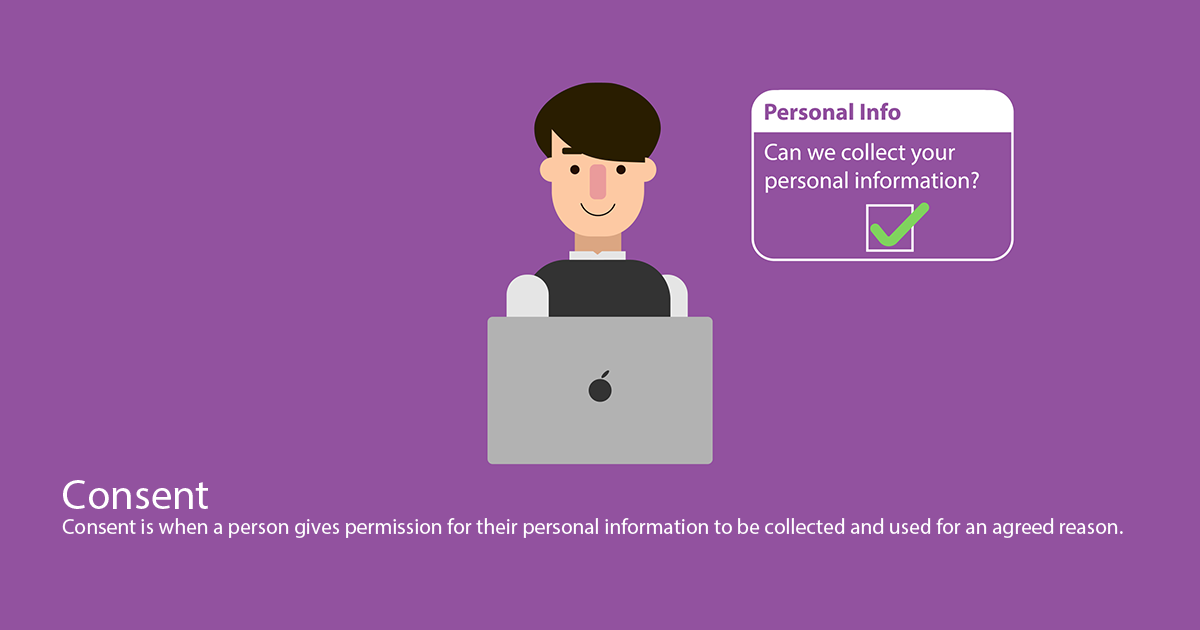 Personal Info
Can we collect your
personal information?
Consent
Consent is when a person gives permission for their personal information to be collected and used for an agreed reason.